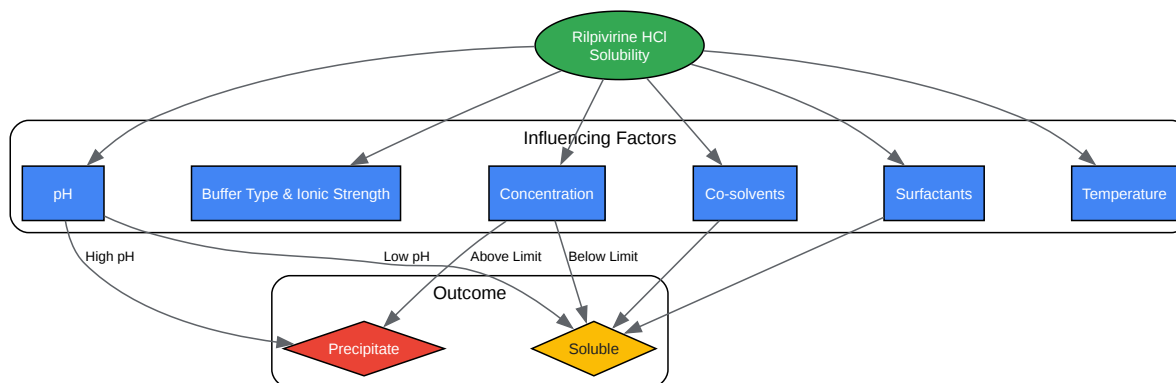 Rilpivirine HCl
Solubility
Influencing Factors
pH
Buffer Type & Ionic Strength
Concentration
Co-solvents
Surfactants
Temperature
High pH
Low pH
Above Limit
Below Limit
Outcome
Precipitate
Soluble